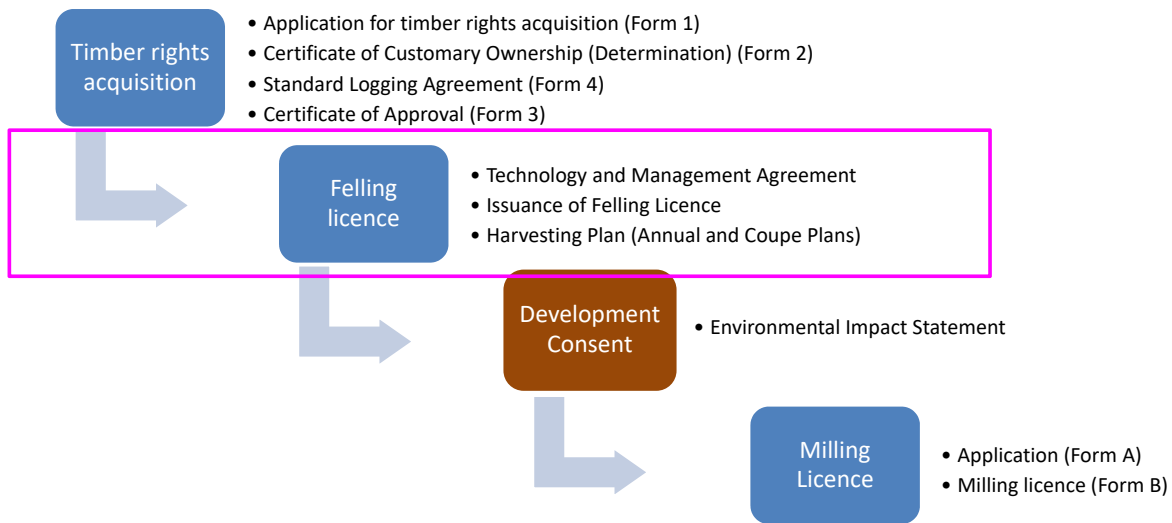 Timber rights
acquisition
• Application for timber rights acquisition (Form 1)
• Certificate of Customary Ownership (Determination) (Form 2)
• Standard Logging Agreement (Form 4)
• Certificate of Approval (Form 3)
Felling
licence
• Technology and Management Agreement
• Issuance of Felling Licence
• Harvesting Plan (Annual and Coupe Plans)
Development
Consent
• Environmental Impact Statement
Milling
Licence
• Application (Form A)
• Milling licence (Form B)